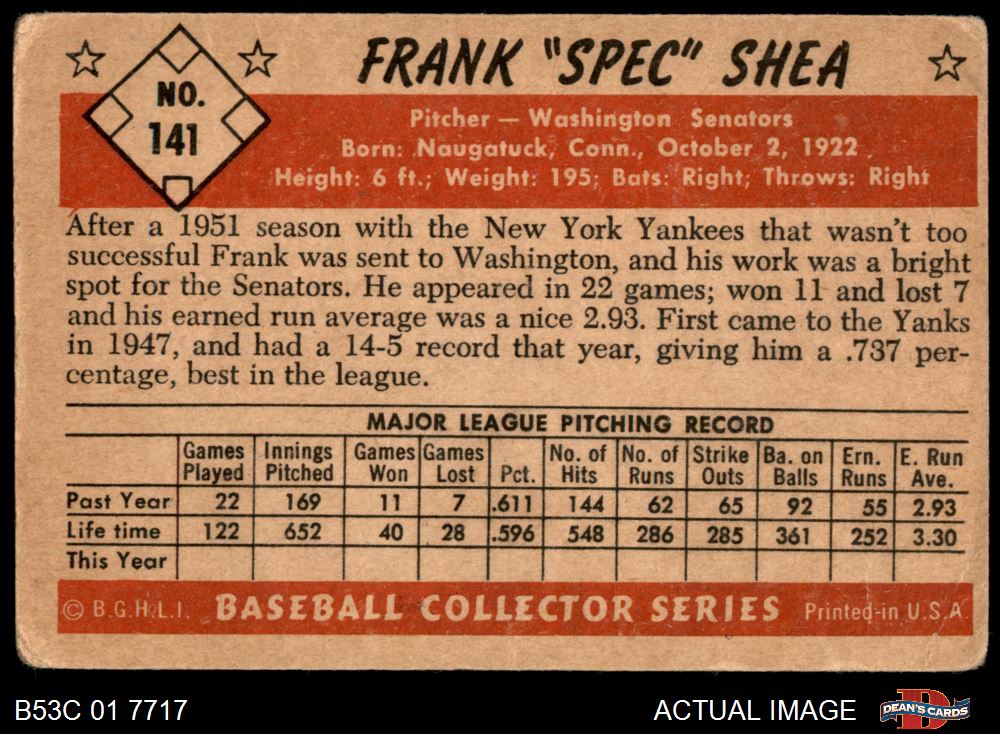 FRANK "SPEC" SHEA
NO.
141
Pitcher — Washington Senators
Born: Naugatuck, Conn., October 2, 1922
Height: 6 ft.; Weight: 195; Bats: Right; Throws: Right
After a 1951 season with the New York Yankees that wasn't too
successful Frank was sent to Washington, and his work was a bright
spot for the Senators. He appeared in 22 games; won 11 and lost 7
and his earned run average was a nice 2.93. First came to the Yanks
in 1947, and had a 14-5 record that year, giving him a .737 per-
centage, best in the league.
MAJOR LEAGUE PITCHING RECORD
Games Played Innings Pitched Games Won Games Lost Pct. No. of Hits No. of Runs Strike Outs Ba. on Balls Ern. Runs E. Run Ave.
Past Year 22 169 11 7 .611 144 62 65 92 55 2.93
Life time 122 652 40 28 .596 548 286 285 361 252 3.30
This Year
© B.G.H.L.I. BASEBALL COLLECTOR SERIES Printed in U.S.A.
B53C 01 7717
ACTUAL IMAGE
DEAN'S CARDS